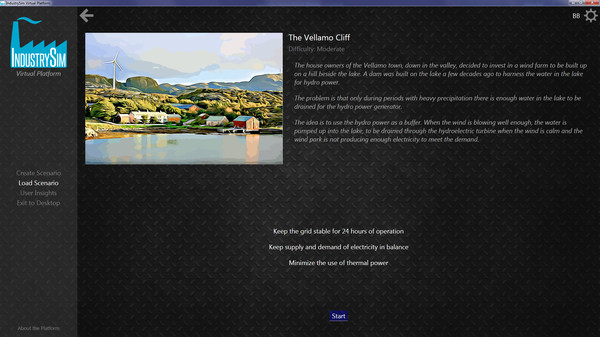 IndustrySim Virtual Platform
BB
INDUSTRYSIM
Virtual Platform
The Vellamo Cliff
Difficulty: Moderate
The house owners of the Vellamo town, down in the valley, decided to invest in a wind farm to be built up
on a hill beside the lake. A dam was built on the lake a few decades ago to harness the water in the lake
for hydro power.
The problem is that only during periods with heavy precipitation there is enough water in the lake to be
drained for the hydro power generator.
The idea is to use the hydro power as a buffer. When the wind is blowing well enough, the water is
pumped up into the lake, to be drained through the hydroelectric turbine when the wind is calm and the
wind park is not producing enough electricity to meet the demand.
Create Scenario
Load Scenario
User Insights
Exit to Desktop
Keep the grid stable for 24 hours of operation
Keep supply and demand of electricity in balance
Minimize the use of thermal power
Start
About the Platform